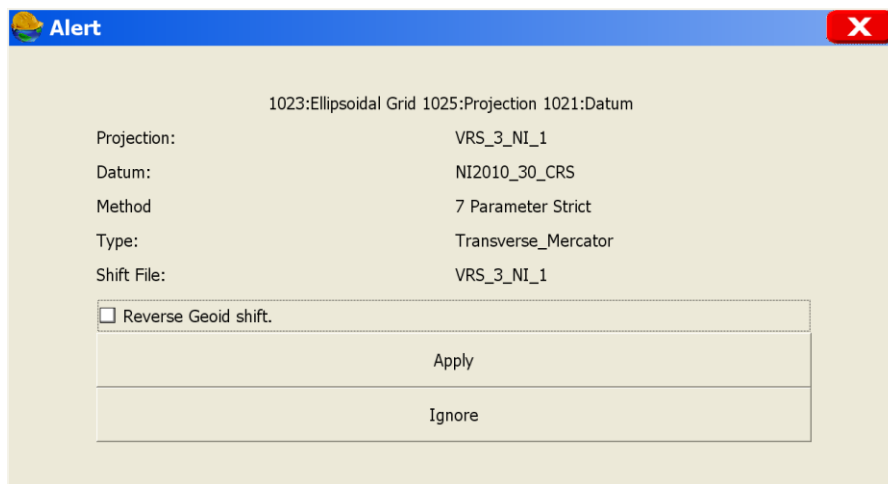 Alert
1023:Ellipsoidal Grid 1025:Projection 1021:Datum
Projection: VRS_3_NI_1
Datum: NI2010_30_CRS
Method 7 Parameter Strict
Type: Transverse_Mercator
Shift File: VRS_3_NI_1
Reverse Geoid shift.
Apply
Ignore